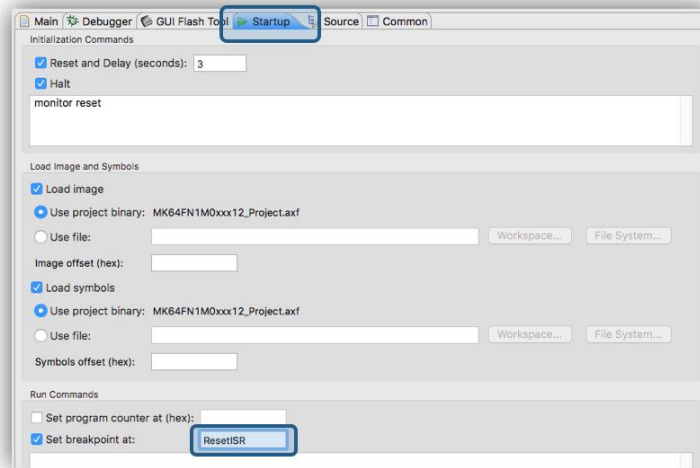 Main Debugger GUI Flash Tool Startup Source Common
Initialization Commands
Reset and Delay (seconds): 3
Halt
monitor reset
Load Image and Symbols
Load image
Use project binary: MK64FN1M0xxx12_Project.axf
Use file: Workspace... File System...
Image offset (hex):
Load symbols
Use project binary: MK64FN1M0xxx12_Project.axf
Use file: Workspace... File System...
Symbols offset (hex):
Run Commands
Set program counter at (hex):
Set breakpoint at: ResetISR